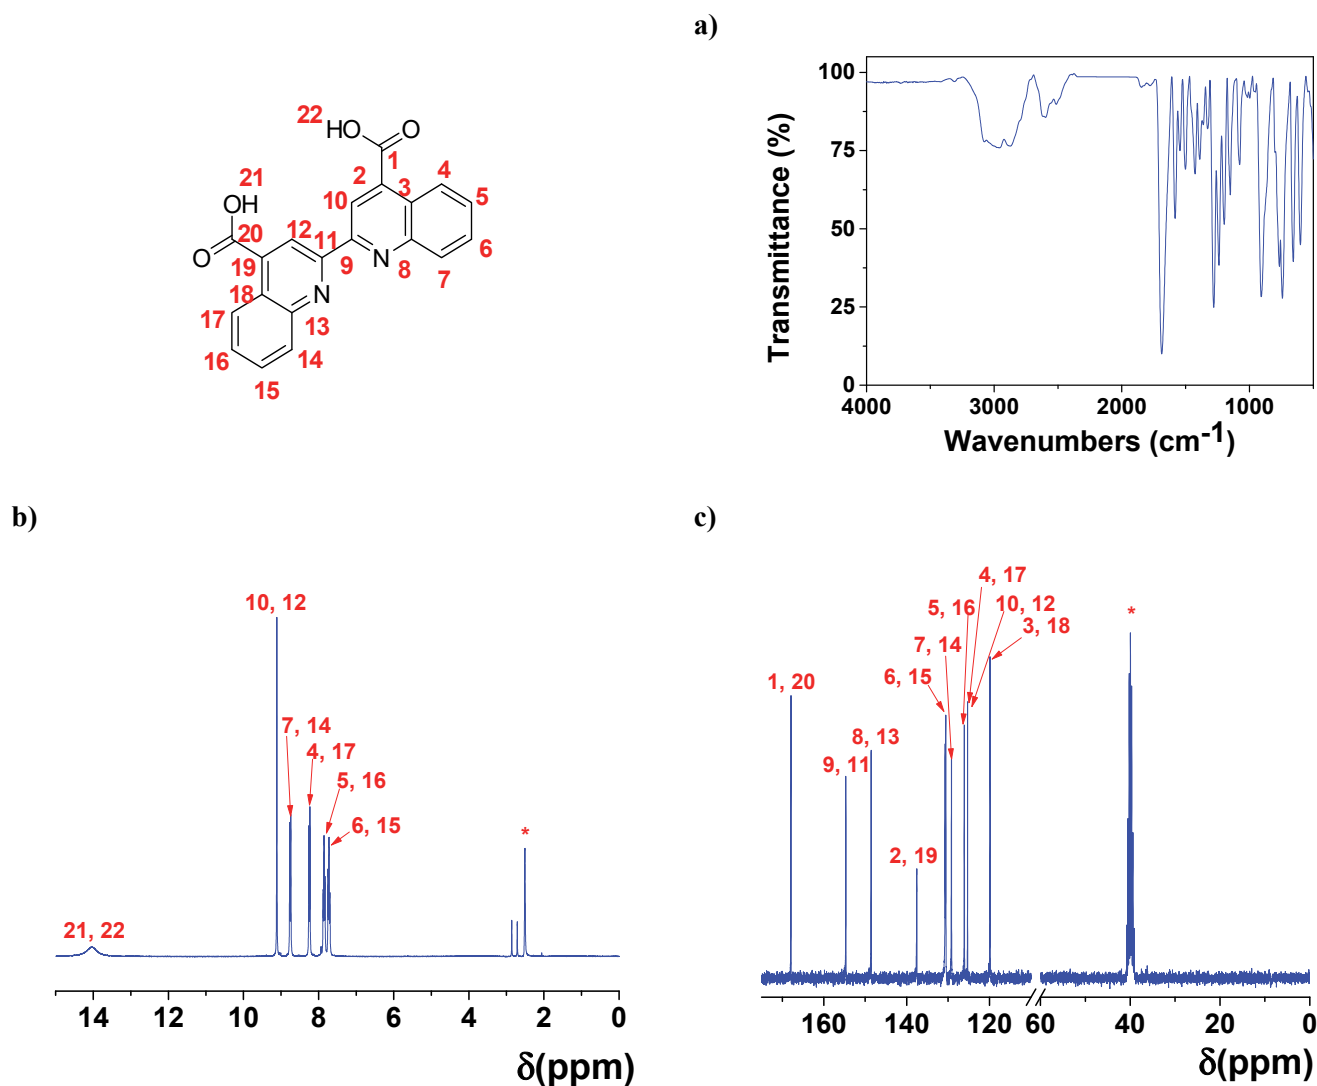 a)
22
HO
O
1
2
3
4
5
6
7
8
N
9
10
21
OH
20
O
12
11
19
18
N
13
17
16
15
14
100
75
50
25
0
Transmittance (%)
4000 3000 2000 1000
Wavenumbers (cm-1)
b)
10, 12
7, 14
4, 17
5, 16
6, 15
*
21, 22
14 12 10 8 6 4 2 0
δ(ppm)
c)
4, 17
5, 16
10, 12
7, 14
3, 18
6, 15
*
1, 20
8, 13
9, 11
2, 19
160 140 120 60 40 20 0
δ(ppm)